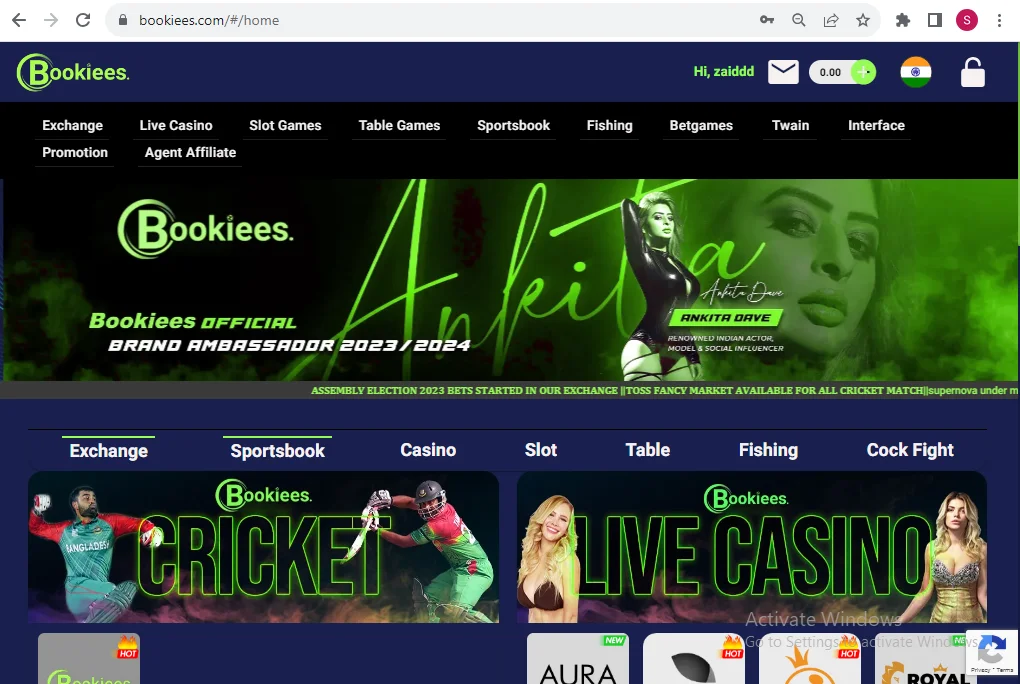 bookiees.com/#/home
S
Bookiees.
Hi, zaiddd
0.00
+
Exchange Live Casino Slot Games Table Games Sportsbook Fishing Betgames Twain Interface
Promotion Agent Affiliate
Bookiees.
Ankita
Ankita Dave
ANKITA DAVE
RENOWNED INDIAN ACTOR,
MODEL & SOCIAL INFLUENCER
Bookiees OFFICIAL
BRAND AMBASSADOR 2023/2024
ASSEMBLY ELECTION 2023 BETS STARTED IN OUR EXCHANGE ||TOSS FANCY MARKET AVAILABLE FOR ALL CRICKET MATCH||supernova under m
Exchange Sportsbook Casino Slot Table Fishing Cock Fight
Bookiees.
CRICKET
BANGLADESH
Bookiees.
LIVE CASINO
Activate Windows
Go to Settings to activate Windows.
HOT
Bookiees
NEW
AURA
HOT
HOT
NEW
ROYAL
Privacy - Terms